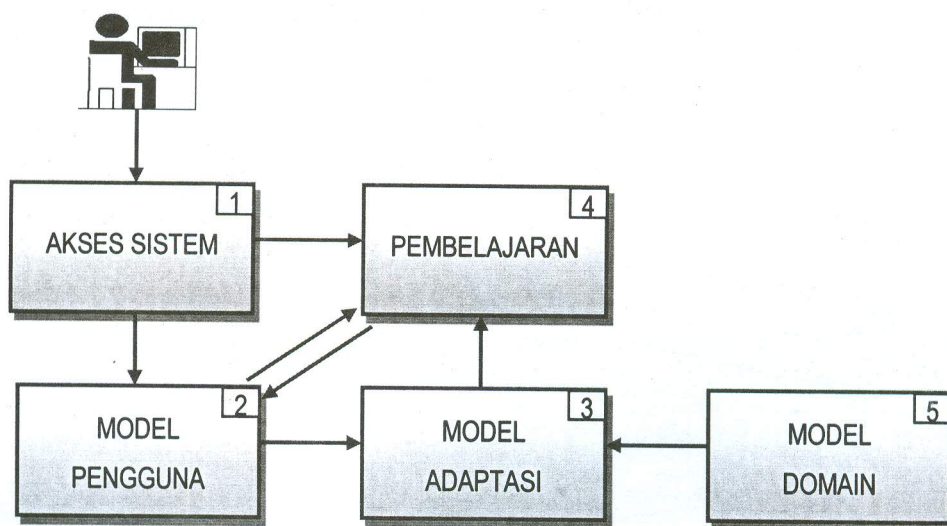 1
AKSES SISTEM
4
PEMBELAJARAN
2
MODEL
PENGGUNA
3
MODEL
ADAPTASI
5
MODEL
DOMAIN